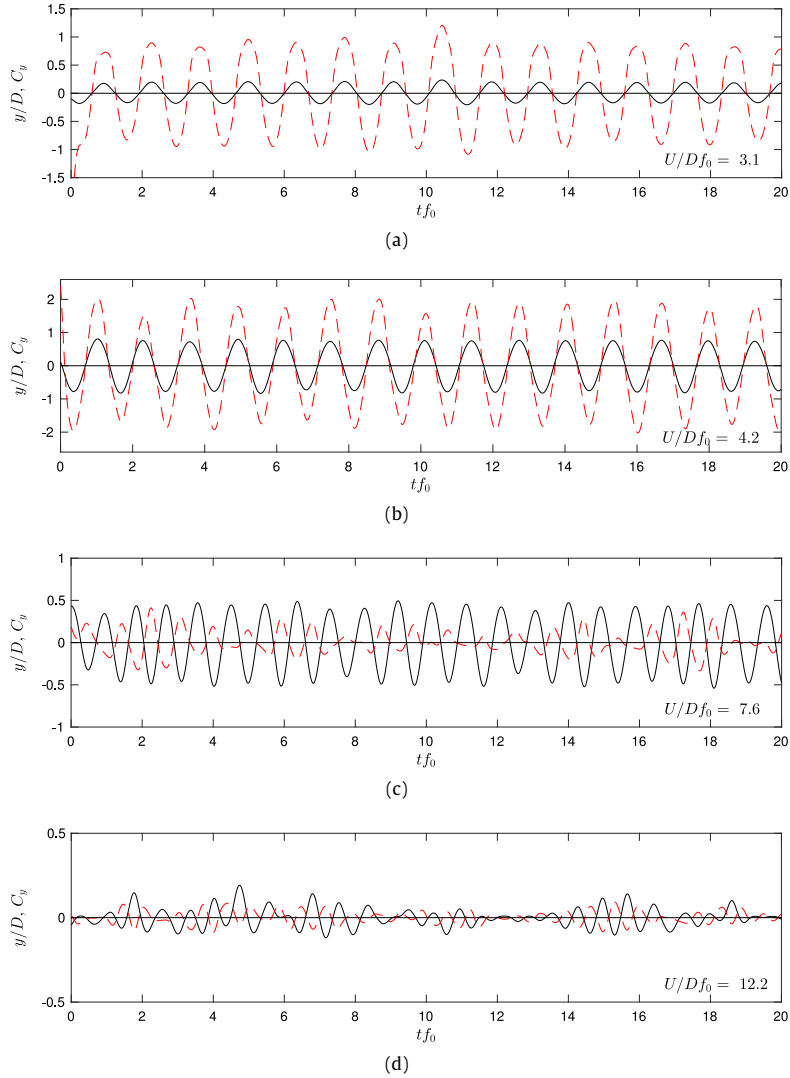 1.5
1
0.5
0
-0.5
-1
-1.5
y/D, C_y
U/Df_0 = 3.1
0 2 4 6 8 10 12 14 16 18 20
tf_0
(a)
2
1
0
-1
-2
y/D, C_y
U/Df_0 = 4.2
0 2 4 6 8 10 12 14 16 18 20
tf_0
(b)
1
0.5
0
-0.5
-1
y/D, C_y
U/Df_0 = 7.6
0 2 4 6 8 10 12 14 16 18 20
tf_0
(c)
0.5
0
-0.5
y/D, C_y
U/Df_0 = 12.2
0 2 4 6 8 10 12 14 16 18 20
tf_0
(d)